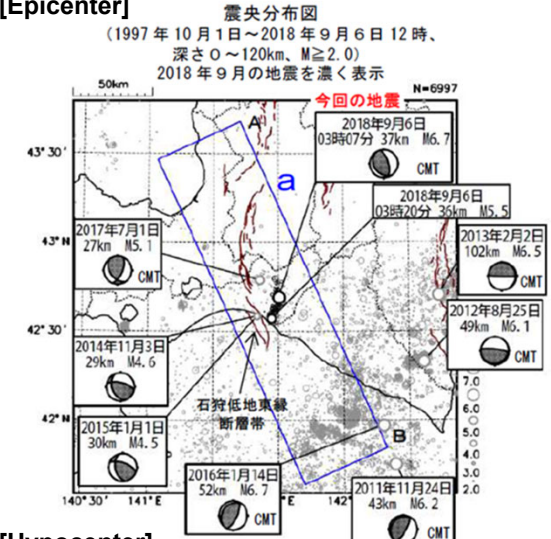 [Epicenter]
震央分布図
(1997 年 10 月 1 日～2018 年 9 月 6 日 12 時、
深さ０～120km、M≧2.0)
2018 年 9 月の地震を濃く表示
50km
N=6997
今回の地震
2018年9月6日
03時07分 37km M6.7
CMT
A
43°30'
a
2018年9月6日
03時20分 36km M5.5
2017年7月1日
27km M5.1
CMT
43°N
2013年2月2日
102km M6.5
CMT
2012年8月25日
49km M6.1
CMT
42°30'
2014年11月3日
29km M4.6
7.0
6.0
5.0
4.0
3.0
2.0
石狩低地東縁
断層帯
42°N
B
2015年1月1日
30km M4.5
2016年1月14日
52km M6.7
CMT
2011年11月24日
43km M6.2
CMT
140°30'
141°E
142°
[Hypocenter]